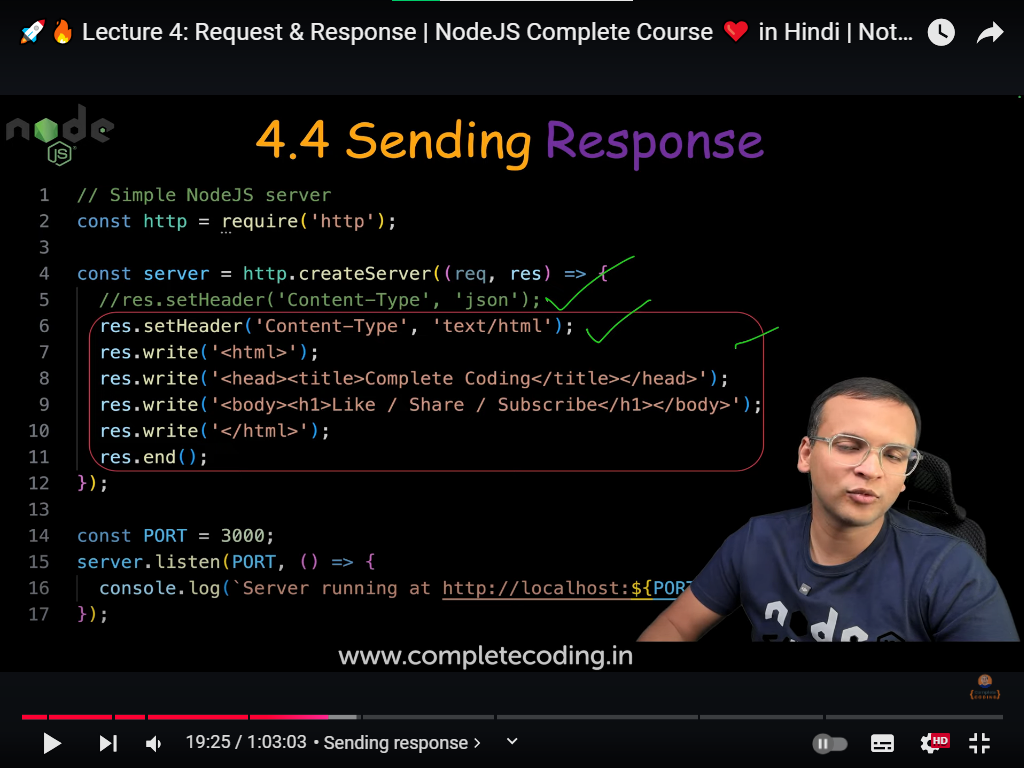 🚀🔥 Lecture 4: Request & Response | NodeJS Complete Course ❤️ in Hindi | Not...
node
JS
4.4 Sending Response
1 // Simple NodeJS server
2 const http = require('http');
3
4 const server = http.createServer((req, res) => {
5 //res.setHeader('Content-Type', 'json');
6 res.setHeader('Content-Type', 'text/html');
7 res.write('<html>');
8 res.write('<head><title>Complete Coding</title></head>');
9 res.write('<body><h1>Like / Share / Subscribe</h1></body>');
10 res.write('</html>');
11 res.end();
12 });
13
14 const PORT = 3000;
15 server.listen(PORT, () => {
16 console.log(`Server running at http://localhost:${PORT
17 });
node
www.completecoding.in
19:25 / 1:03:03 • Sending response ›
HD